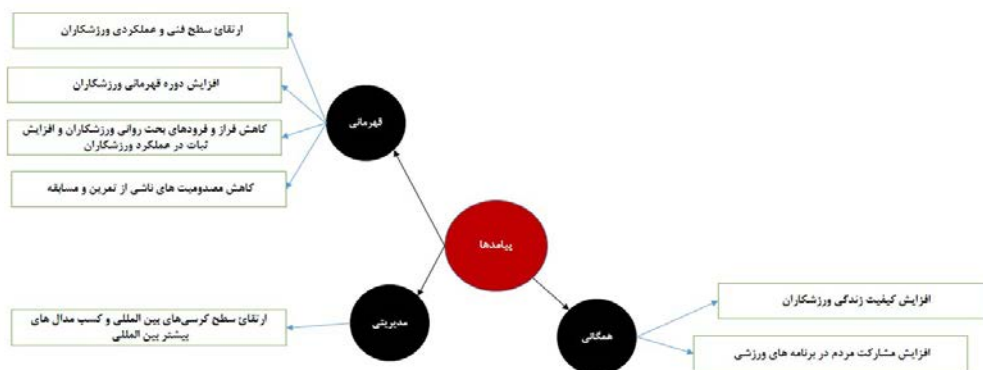 ارتقائ سطح فنی و عملکردی ورزشکاران
افزایش دوره قهرمانی ورزشکاران
کاهش فراز و فرودهای بحث روانی ورزشکاران و افزایش
ثبات در عملکرد ورزشکاران
کاهش مصدومیت های ناشی از تمرین و مسابقه
قهرمانی
پیامدها
مدیریتی
ارتقائ سطح کرسی‌های بین المللی و کسب مدال های
بیشتر بین المللی
همگانی
افزایش کیفیت زندگی ورزشکاران
افزایش مشارکت مردم در برنامه های ورزشی